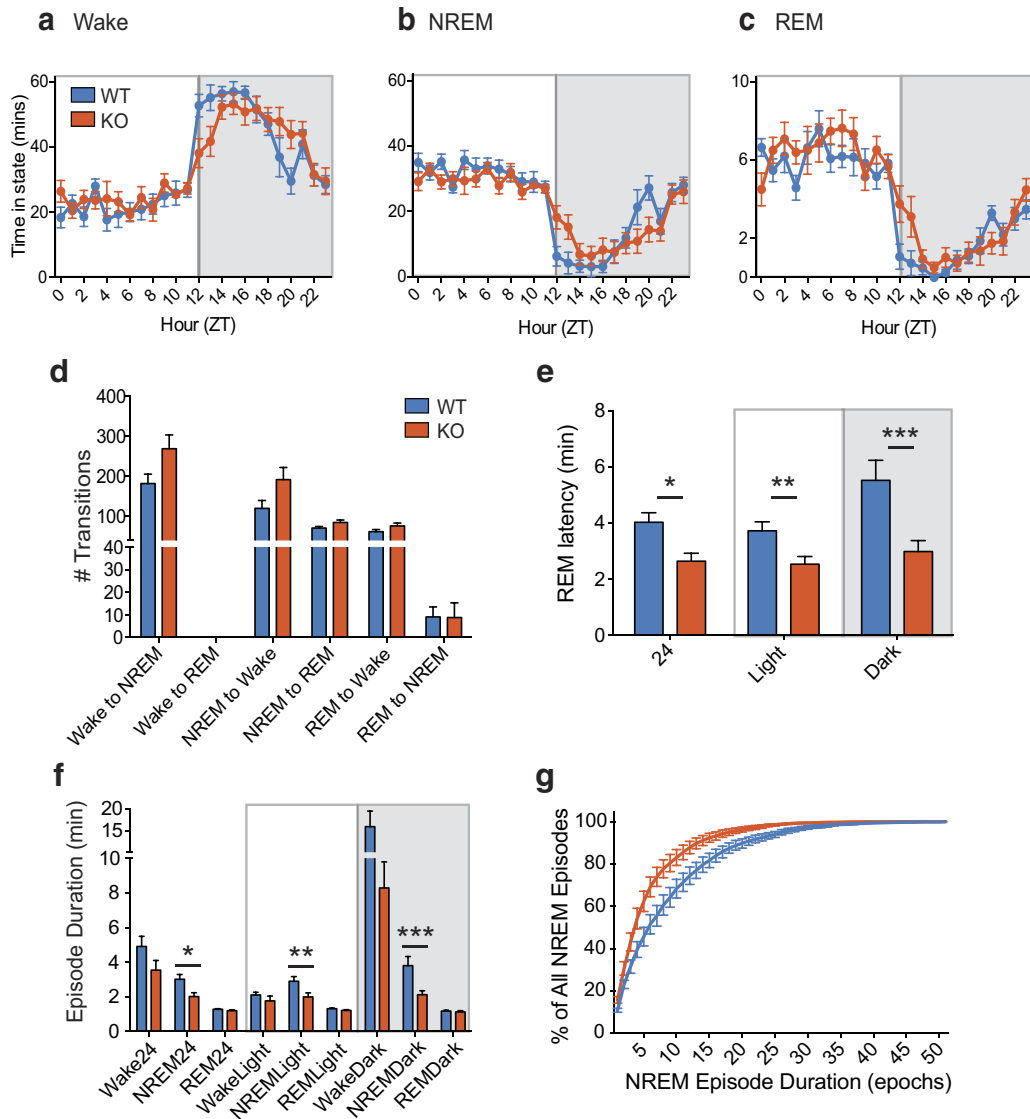 a Wake
b NREM
c REM
Time in state (mins)
60
40
20
0
WT
KO
0 2 4 6 8 10 12 14 16 18 20 22
Hour (ZT)
60
40
20
0
0 2 4 6 8 10 12 14 16 18 20 22
Hour (ZT)
10
8
6
4
2
0
0 2 4 6 8 10 12 14 16 18 20 22
Hour (ZT)
d
# Transitions
400
300
200
100
40
30
20
10
0
WT
KO
Wake to NREM
Wake to REM
NREM to Wake
NREM to REM
REM to Wake
REM to NREM
e
REM latency (min)
8
6
4
2
0
*
**
***
24
Light
Dark
f
Episode Duration (min)
20
15
10
8
6
4
2
0
*
**
***
Wake24
NREM24
REM24
WakeLight
NREMLight
REMLight
WakeDark
NREMDark
REMDark
g
% of All NREM Episodes
100
80
60
40
20
0
5 10 15 20 25 30 35 40 45 50
NREM Episode Duration (epochs)